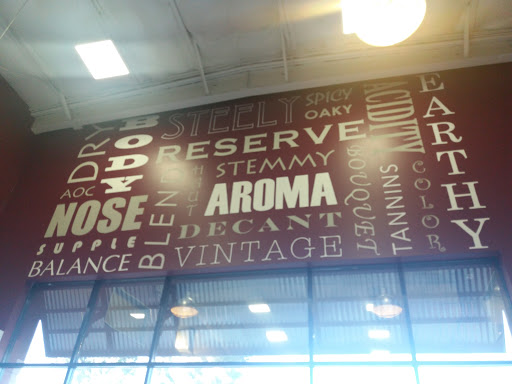 DRY
BODY
STEELY
SPICY
OAKY
ACIDITY
EARTHY
RESERVE
STEMMY
AOC
NOSE
BLEND
AROMA
BOUQUET
TANNINS
COLOR
SUPPLE
DECANT
BALANCE
VINTAGE